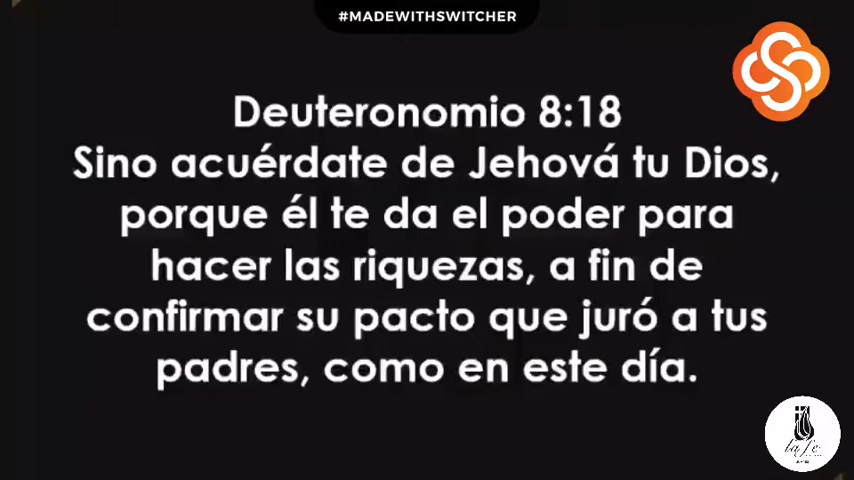 #MADEWITHSWITCHER
Deuteronomio 8:18
Sino acuérdate de Jehová tu Dios,
porque él te da el poder para
hacer las riquezas, a fin de
confirmar su pacto que juró a tus
padres, como en este día.
la fe